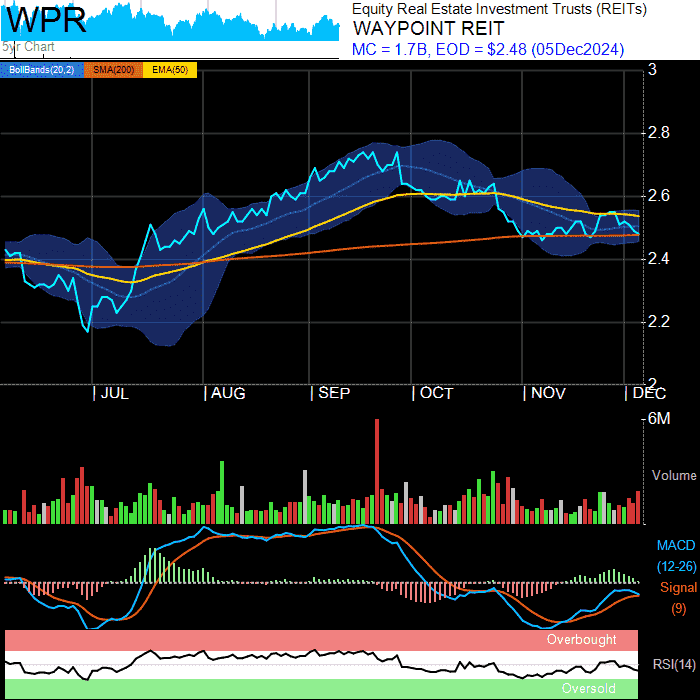 WPR
5yr Chart
Equity Real Estate Investment Trusts (REITs)
WAYPOINT REIT
MC = 1.7B, EOD = $2.48 (05Dec2024)
BollBands(20,2) SMA(200) EMA(50)
3
2.8
2.6
2.4
2.2
2
| JUL | AUG | SEP | OCT | NOV | DEC
6M
Volume
MACD
(12-26)
Signal
(9)
Overbought
RSI(14)
Oversold